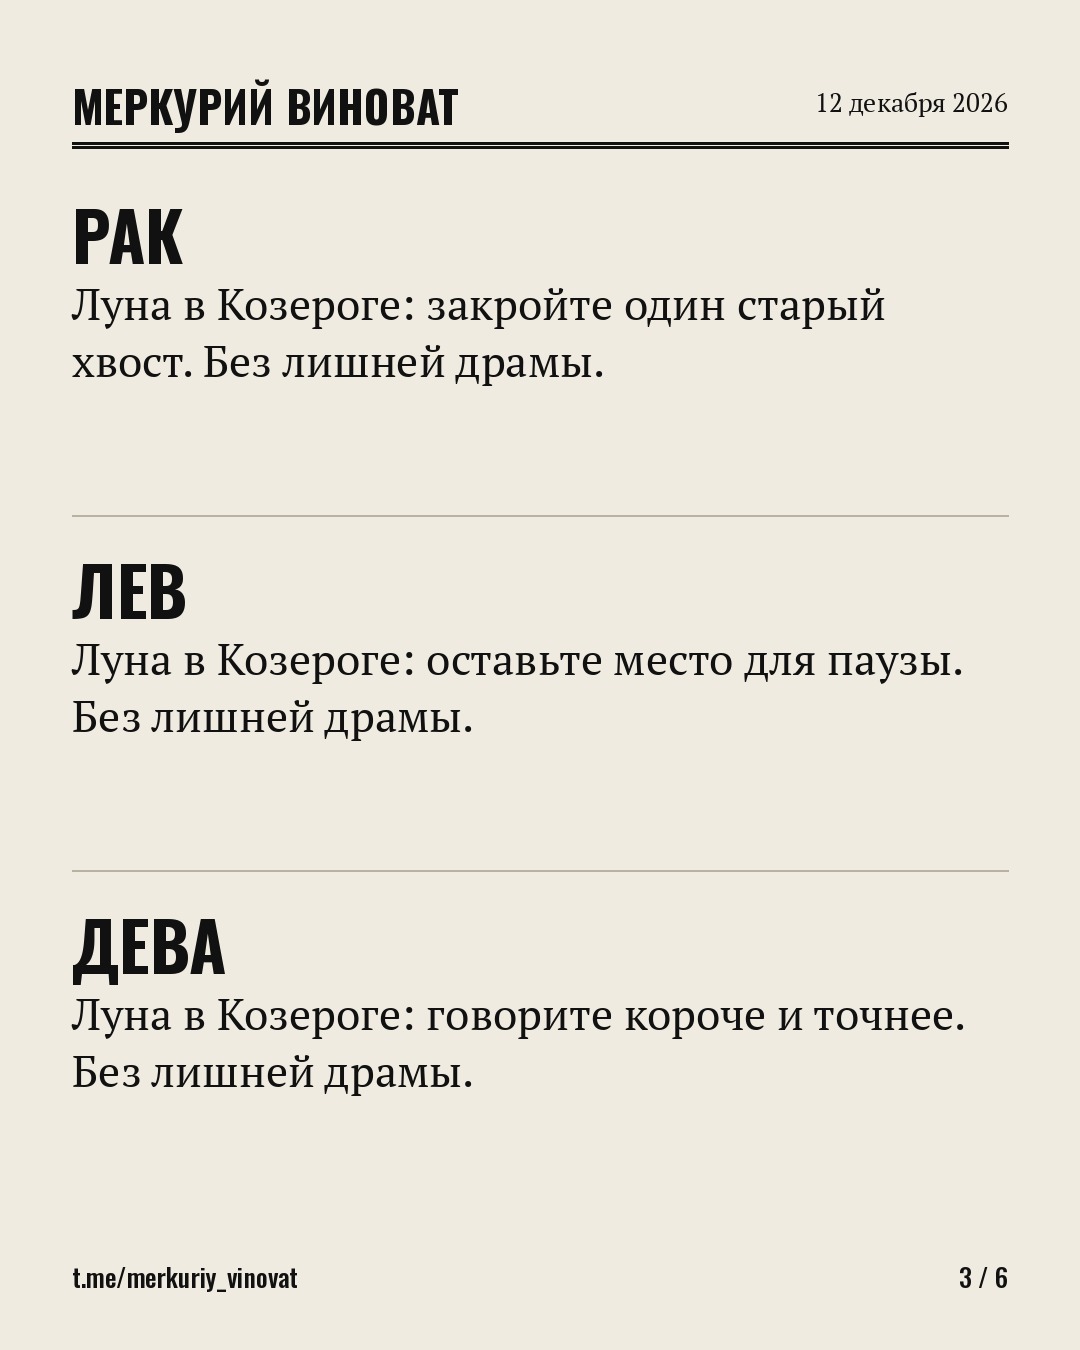 МЕРКУРИЙ ВИНОВАТ
12 декабря 2026
РАК
Луна в Козероге: закройте один старый
хвост. Без лишней драмы.
ЛЕВ
Луна в Козероге: оставьте место для паузы.
Без лишней драмы.
ДЕВА
Луна в Козероге: говорите короче и точнее.
Без лишней драмы.
t.me/merkuriy_vinovat
3 / 6